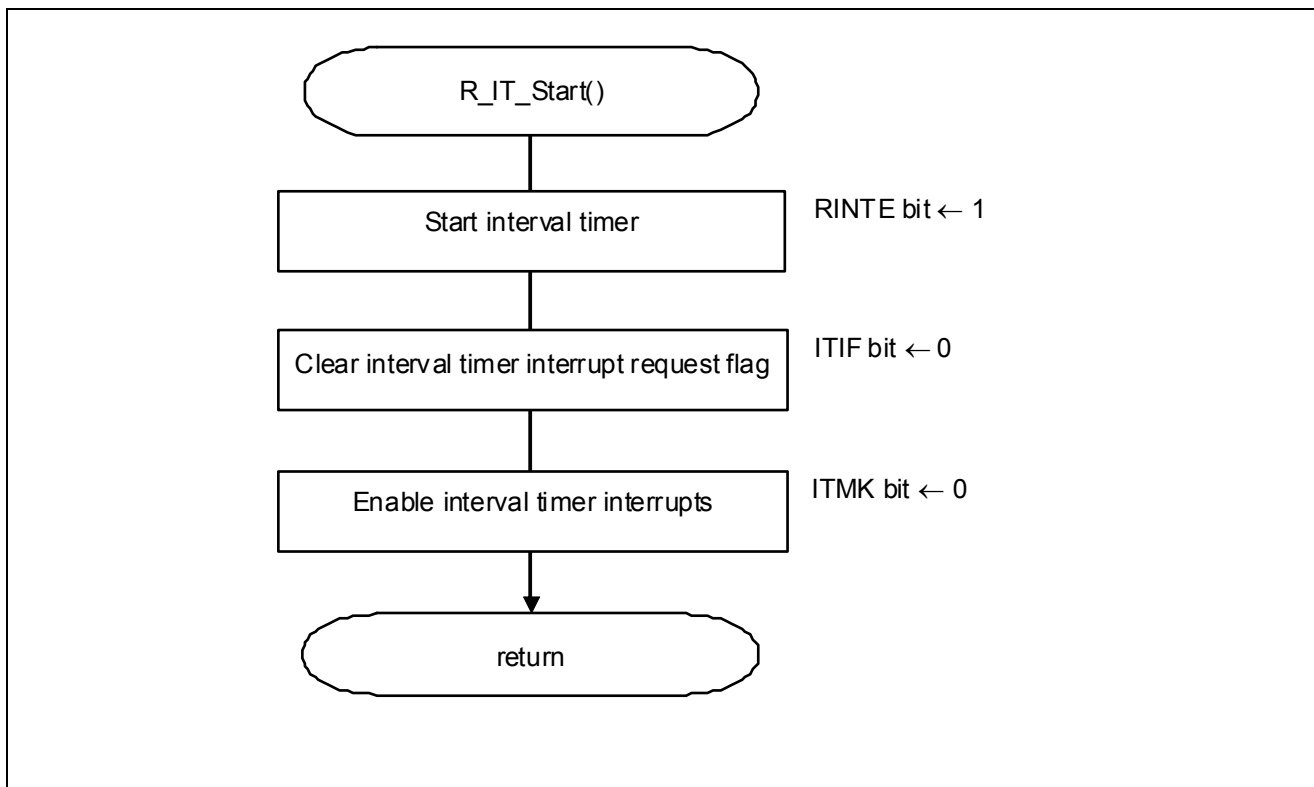 R_IT_Start()
Start interval timer
RINTE bit ← 1
Clear interval timer interrupt request flag
ITIF bit ← 0
Enable interval timer interrupts
ITMK bit ← 0
return